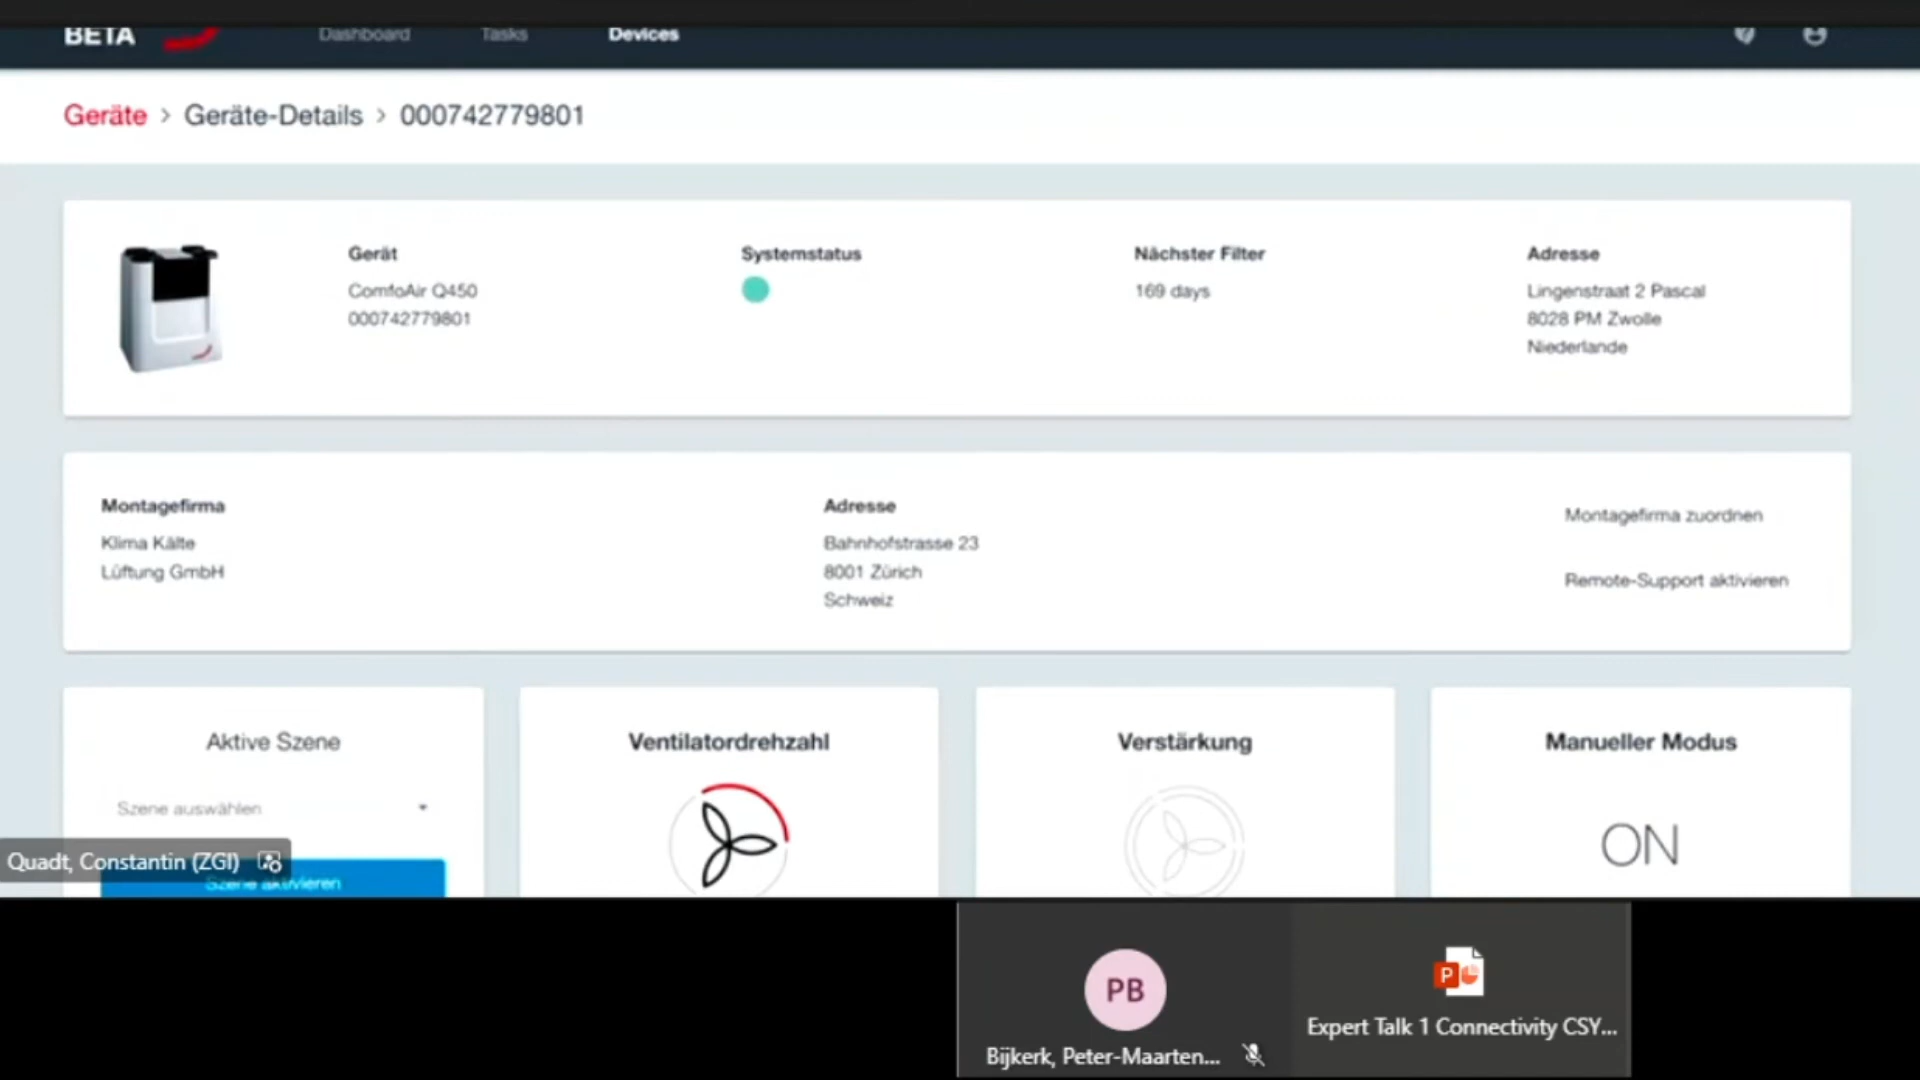 BETA
Dashboard
Tasks
Devices
Geräte > Geräte-Details > 000742779801
Gerät
ComfoAir Q450
000742779801
Systemstatus
Nächster Filter
169 days
Adresse
Lingenstraat 2 Pascal
8028 PM Zwolle
Niederlande
Montagefirma
Klima Kälte
Lüftung GmbH
Adresse
Bahnhofstrasse 23
8001 Zürich
Schweiz
Montagefirma zuordnen
Remote-Support aktivieren
Aktive Szene
Szene auswählen
Szene aktivieren
Ventilatordrehzahl
Verstärkung
Manueller Modus
ON
Quadt, Constantin (ZGI)
PB
Bijkerk, Peter-Maarten...
P
Expert Talk 1 Connectivity CSY...